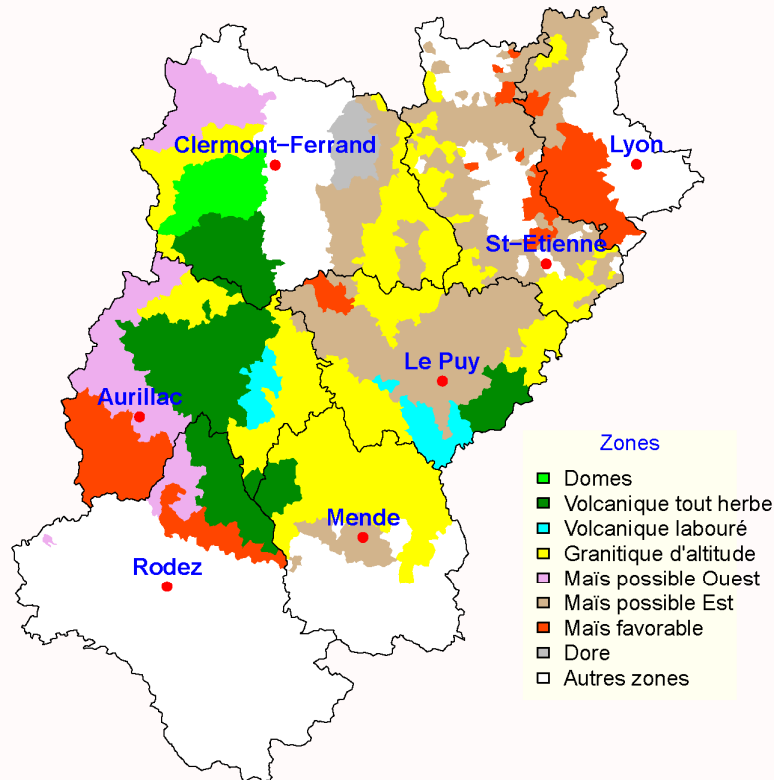 Clermont-Ferrand
Lyon
St-Etienne
Le Puy
Aurillac
Mende
Rodez
Zones
Domes
Volcanique tout herbe
Volcanique labouré
Granitique d'altitude
Maïs possible Ouest
Maïs possible Est
Maïs favorable
Dore
Autres zones